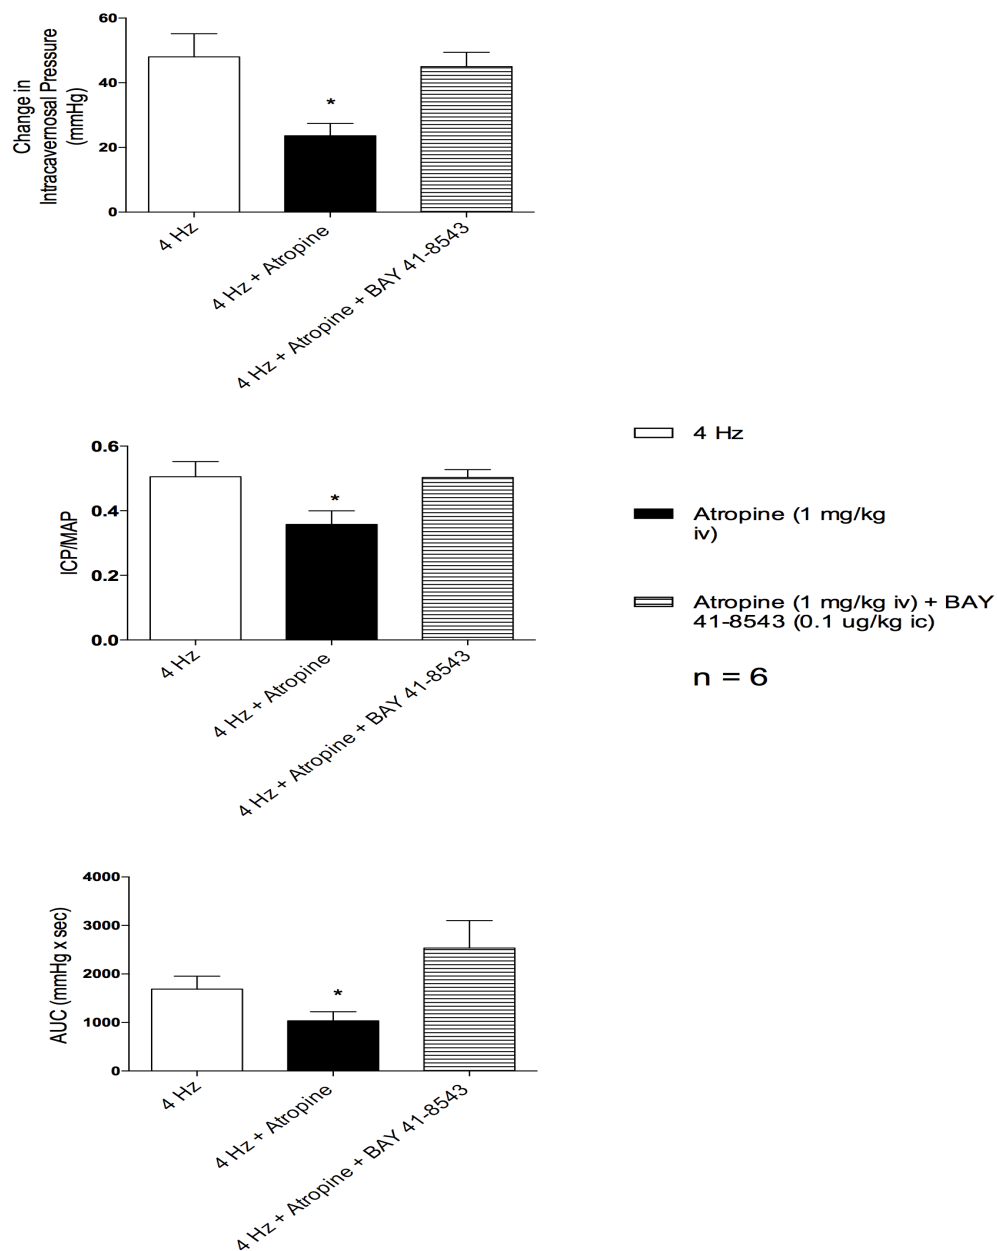 Change in
Intracavernosal Pressure
(mmHg)
60
40
20
0
*
4 Hz
4 Hz + Atropine
4 Hz + Atropine + BAY 41-8543
ICP/MAP
0.6
0.4
0.2
0.0
*
4 Hz
4 Hz + Atropine
4 Hz + Atropine + BAY 41-8543
4 Hz
Atropine (1 mg/kg
iv)
Atropine (1 mg/kg iv) + BAY
41-8543 (0.1 ug/kg ic)
n = 6
AUC (mmHg x sec)
4000
3000
2000
1000
0
*
4 Hz
4 Hz + Atropine
4 Hz + Atropine + BAY 41-8543